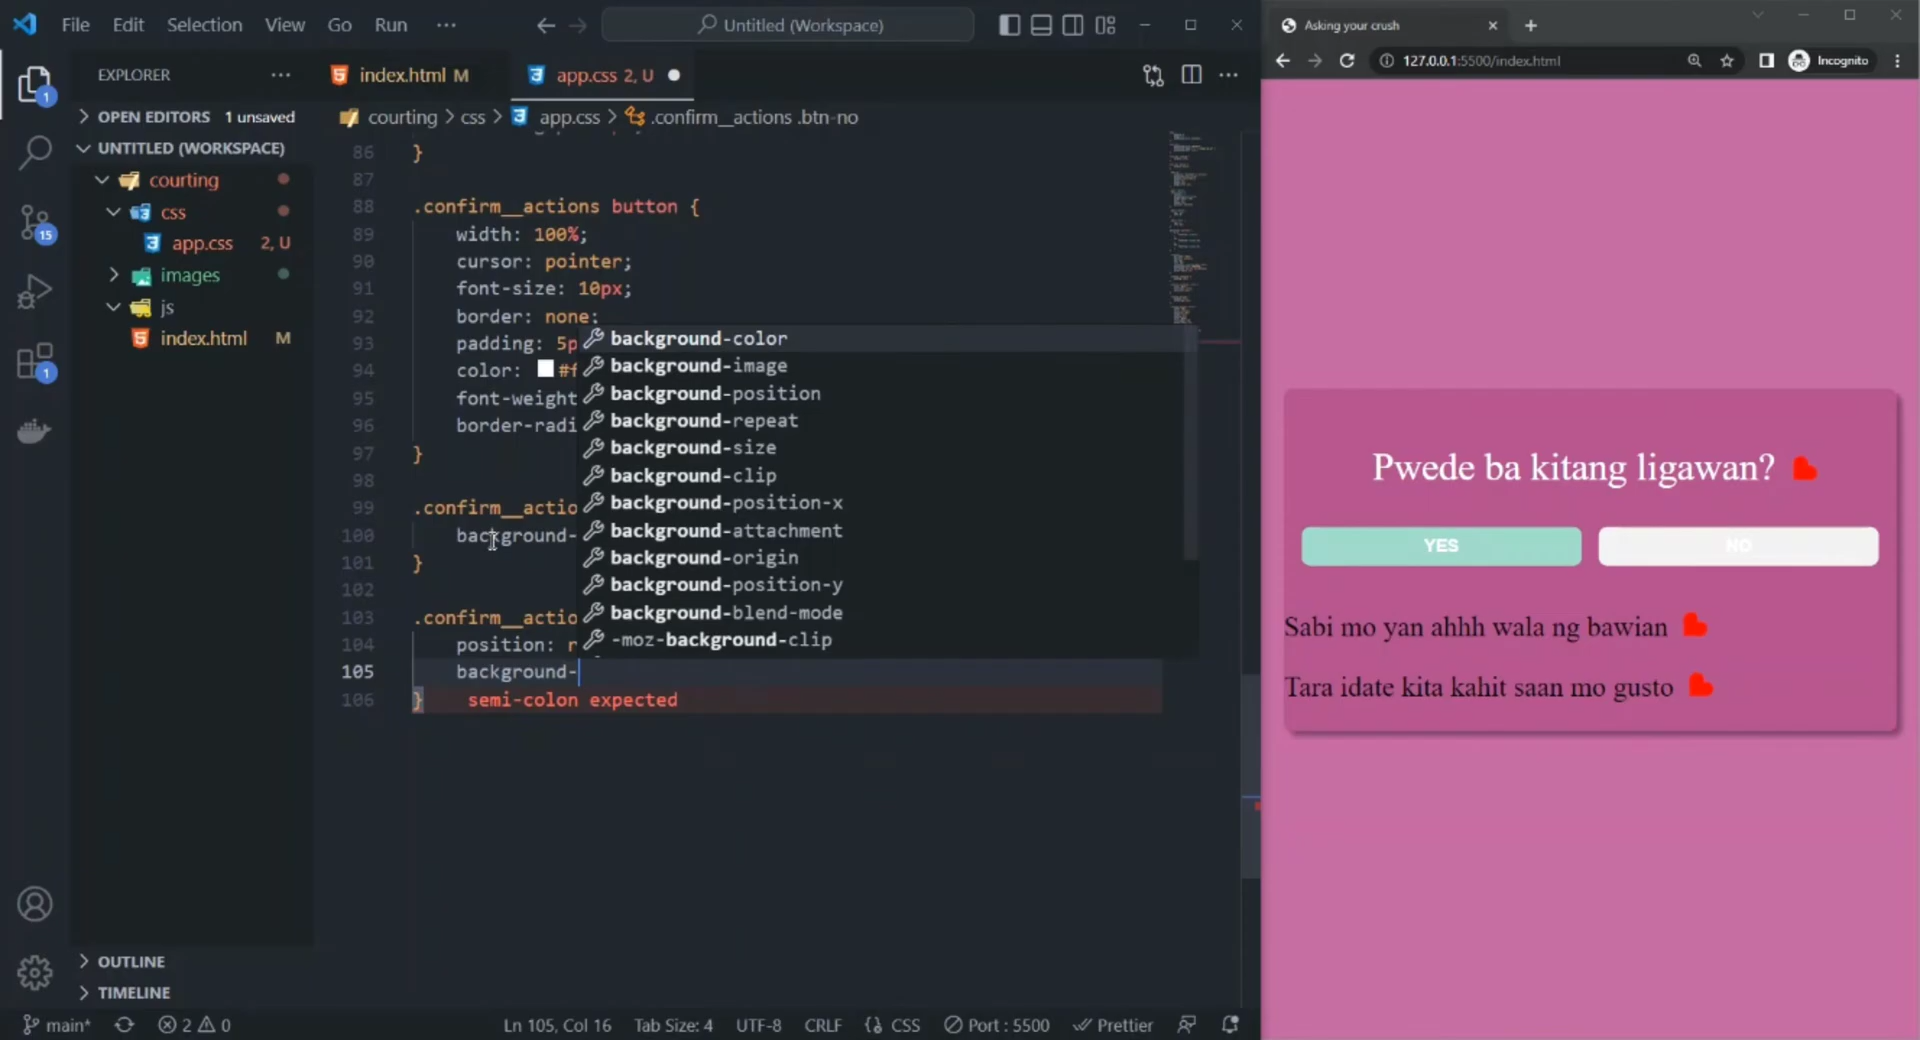 File Edit Selection View Go Run ···
Untitled (Workspace)
EXPLORER
OPEN EDITORS 1 unsaved
UNTITLED (WORKSPACE)
courting
css
app.css 2, U
images
js
index.html M
OUTLINE
TIMELINE
1
15
1
index.html M
app.css 2, U
courting > css > app.css > .confirm__actions .btn-no
86 }
87
88 .confirm__actions button {
89 width: 100%;
90 cursor: pointer;
91 font-size: 10px;
92 border: none;
93 padding: 5p
94 color: #f
95 font-weight
96 border-radi
97 }
98
99 .confirm__actio
100 background-
101 }
102
103 .confirm__actio
104 position: r
105 background-
106 } semi-colon expected
background-color
background-image
background-position
background-repeat
background-size
background-clip
background-position-x
background-attachment
background-origin
background-position-y
background-blend-mode
-moz-background-clip
main* 2 0 Ln 105, Col 16 Tab Size: 4 UTF-8 CRLF {} CSS Port : 5500 Prettier
Asking your crush
127.0.0.1:5500/index.html
Incognito
Pwede ba kitang ligawan?
YES
NO
Sabi mo yan ahhh wala ng bawian
Tara idate kita kahit saan mo gusto